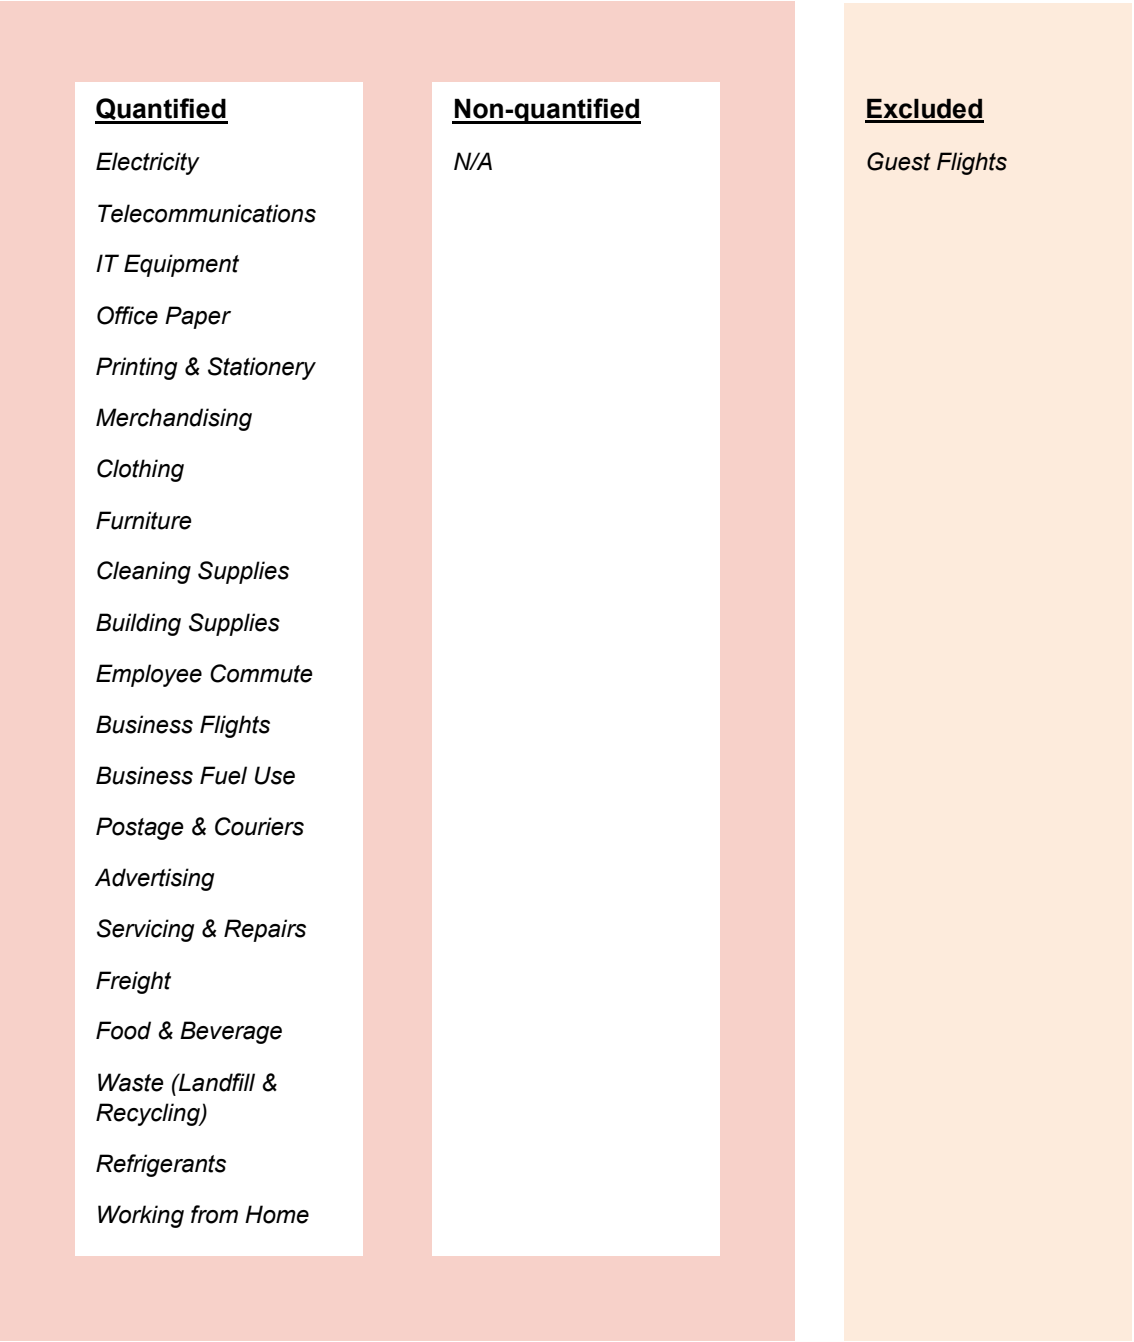 Quantified
Electricity
Telecommunications
IT Equipment
Office Paper
Printing & Stationery
Merchandising
Clothing
Furniture
Cleaning Supplies
Building Supplies
Employee Commute
Business Flights
Business Fuel Use
Postage & Couriers
Advertising
Servicing & Repairs
Freight
Food & Beverage
Waste (Landfill &
Recycling)
Refrigerants
Working from Home
Non-quantified
N/A
Excluded
Guest Flights